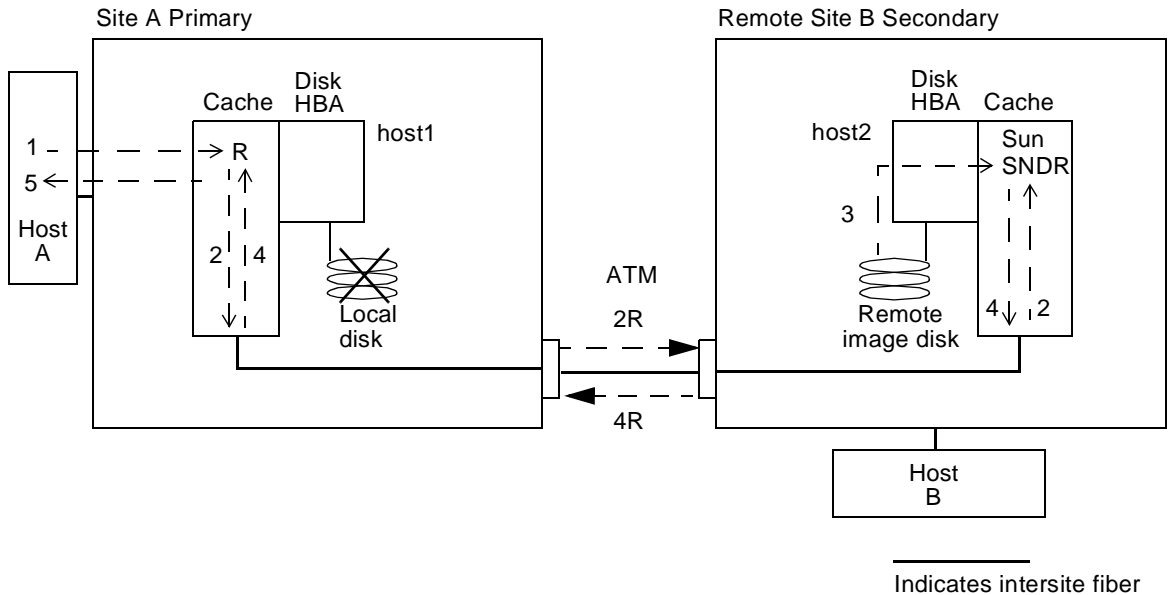 Site A Primary
Remote Site B Secondary
Cache
Disk
HBA
host1
1
R
5
Host
A
2
4
Local
disk
ATM
2R
4R
Disk
HBA
Cache
host2
Sun
SNDR
3
4
2
Remote
image disk
Host
B
Indicates intersite fiber